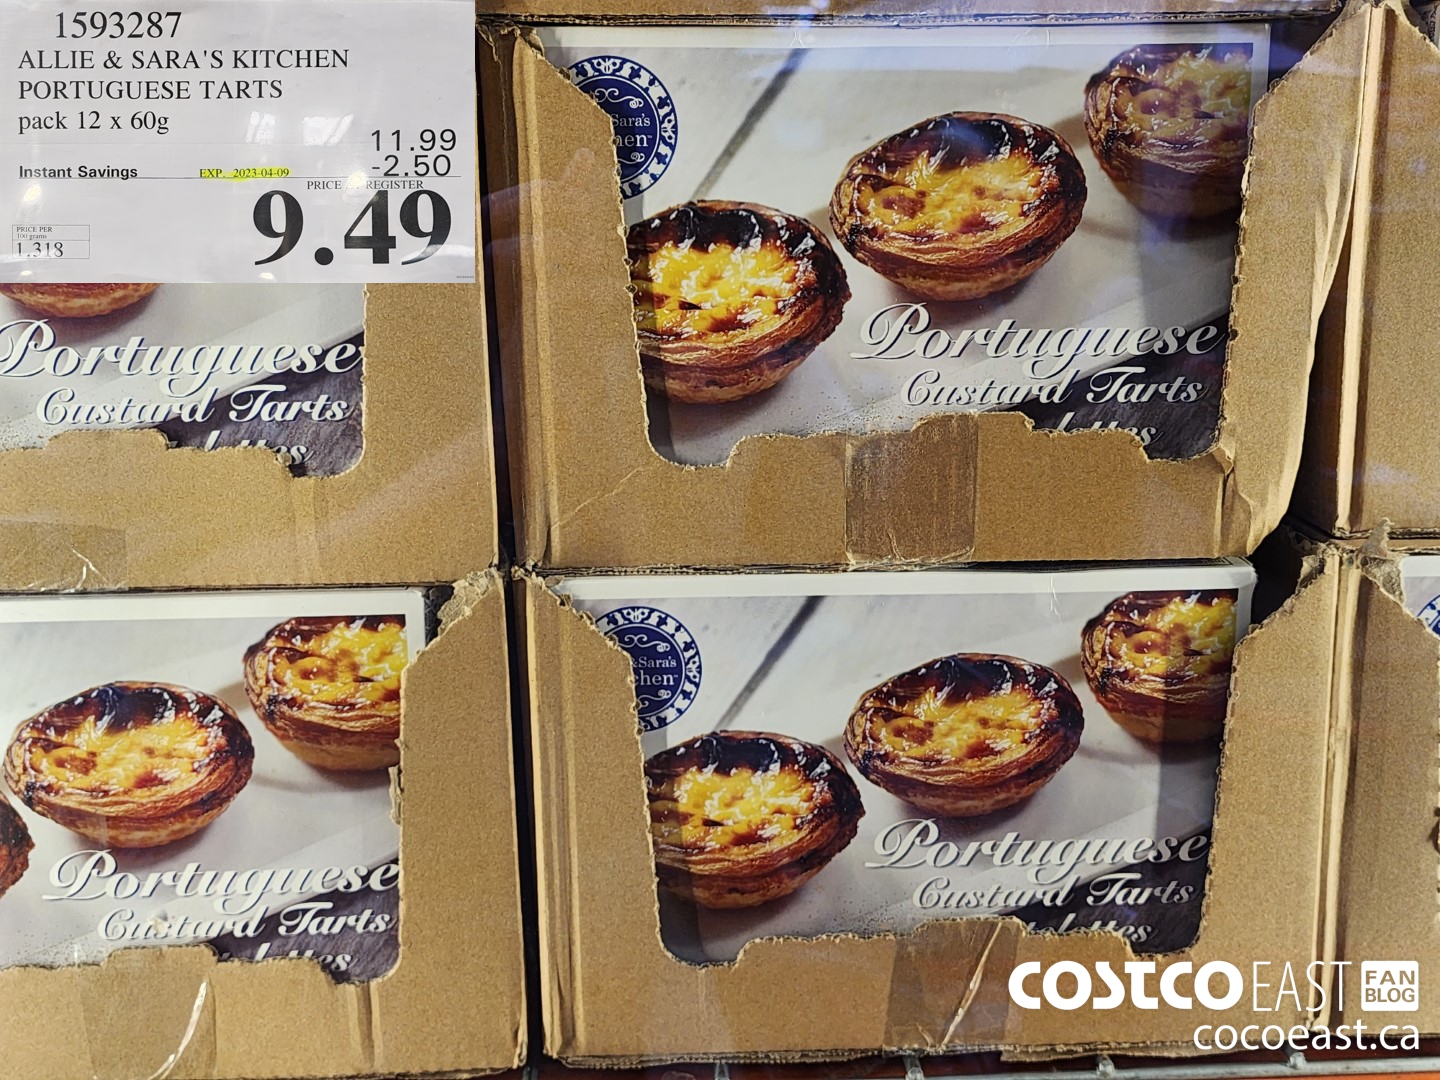 1593287
ALLIE & SARA'S KITCHEN
PORTUGUESE TARTS
pack 12 x 60g
11.99
Instant Savings EXP. 2023-04-09 -2.50
PRICE REGISTER
9.49
PRICE PER
100 grams
1.318
Sara's
Portuguese
Custard Tarts
Portuguese
Custard Tarts
&Sara's
Portuguese
Custard Tarts
Portuguese
Custard Tarts
COSTCO EAST FAN BLOG
cocoeast.ca